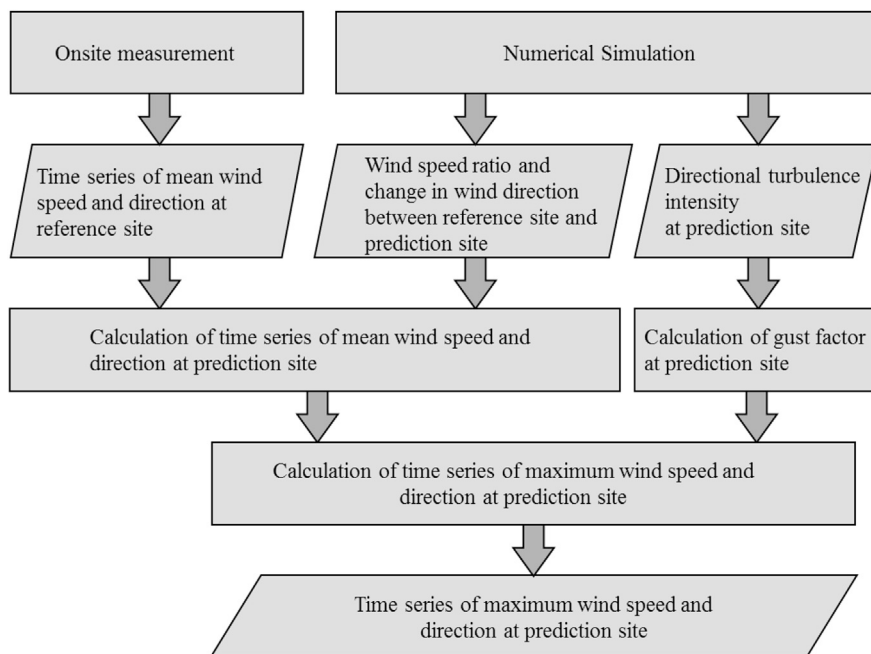 Onsite measurement
Numerical Simulation
Time series of mean wind
speed and direction at
reference site
Wind speed ratio and
change in wind direction
between reference site and
prediction site
Directional turbulence
intensity
at prediction site
Calculation of time series of mean wind speed and
direction at prediction site
Calculation of gust factor
at prediction site
Calculation of time series of maximum wind speed and
direction at prediction site
Time series of maximum wind speed and
direction at prediction site